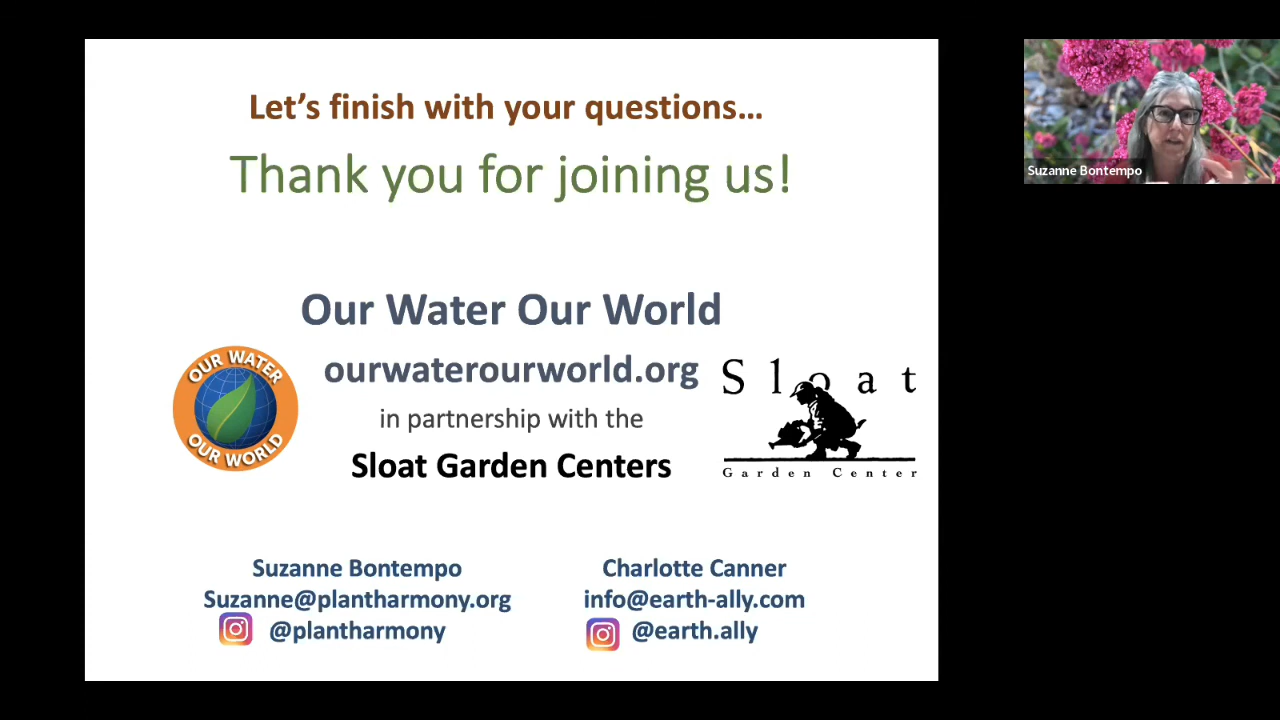 Let's finish with your questions...
Thank you for joining us!
Our Water Our World
ourwaterourworld.org
in partnership with the
Sloat Garden Centers
OUR WATER
OUR WORLD
Sloat
Garden Center
Suzanne Bontempo
Suzanne@plantharmony.org
@plantharmony
Charlotte Canner
info@earth-ally.com
@earth.ally
Suzanne Bontempo